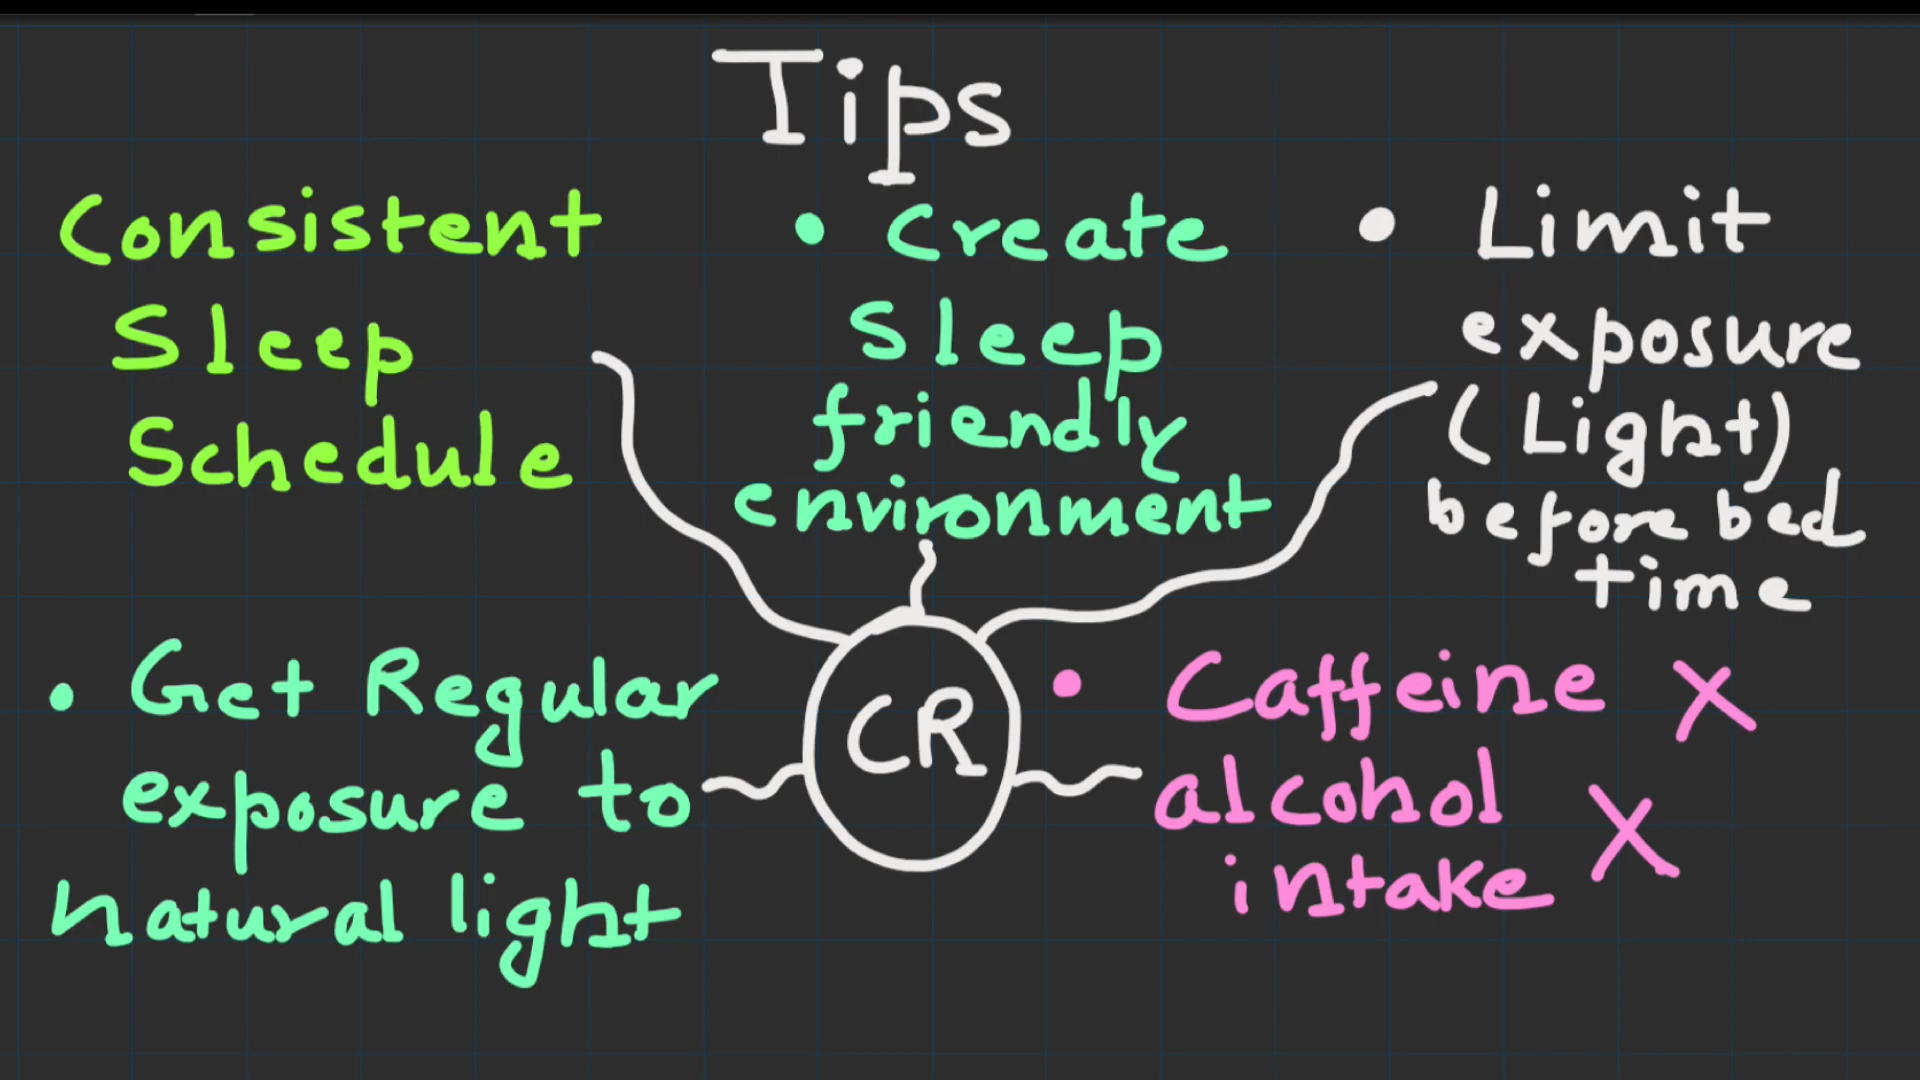 Tips
Consistent
Sleep
Schedule
• Create
Sleep
friendly
environment
• Limit
exposure
(Light)
before bed
time
• Get Regular
exposure to
natural light
CR
• Caffeine X
alcohol X
intake